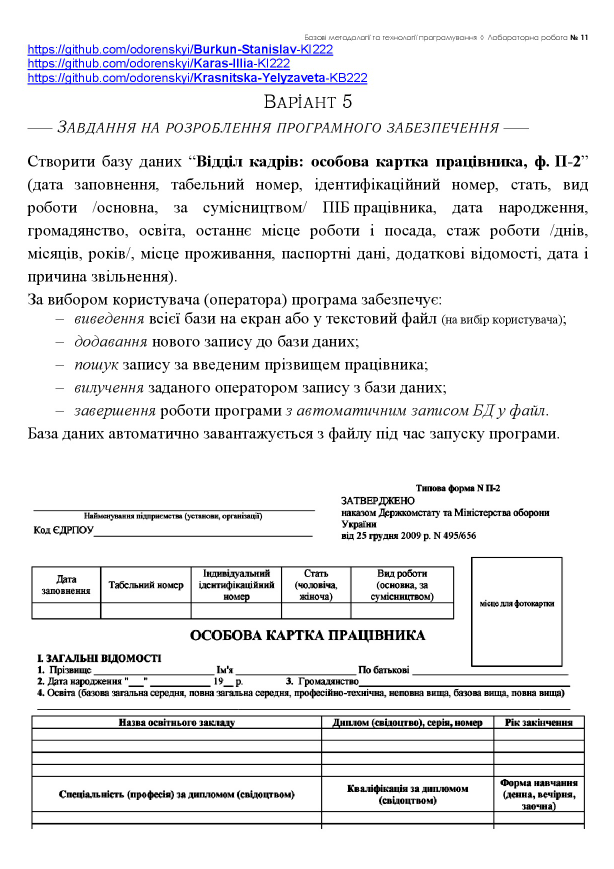 Базові методології та технології програмування ◊ Лабораторна робота № 11
https://github.com/odorenskyi/Burkun-Stanislav-KI222
https://github.com/odorenskyi/Karas-Illia-KI222
https://github.com/odorenskyi/Krasnitska-Yelyzaveta-KB222
ВАРІАНТ 5
—— ЗАВДАННЯ НА РОЗРОБЛЕННЯ ПРОГРАМНОГО ЗАБЕЗПЕЧЕННЯ ——
Створити базу даних “Відділ кадрів: особова картка працівника, ф. П-2”
(дата заповнення, табельний номер, ідентифікаційний номер, стать, вид
роботи /основна, за сумісництвом/ ПІБ працівника, дата народження,
громадянство, освіта, останнє місце роботи і посада, стаж роботи /днів,
місяців, років/, місце проживання, паспортні дані, додаткові відомості, дата і
причина звільнення).
За вибором користувача (оператора) програма забезпечує:
– виведення всієї бази на екран або у текстовий файл (на вибір користувача);
– додавання нового запису до бази даних;
– пошук запису за введеним прізвищем працівника;
– вилучення заданого оператором запису з бази даних;
– завершення роботи програми з автоматичним записом БД у файл.
База даних автоматично завантажується з файлу під час запуску програми.
Типова форма N П-2
ЗАТВЕРДЖЕНО
наказом Держкомстату та Міністерства оборони
України
від 25 грудня 2009 р. N 495/656
Найменування підприємства (установи, організації)
Код ЄДРПОУ
Дата заповнення
Табельний номер
Індивідуальний ідентифікаційний номер
Стать (чоловіча, жіноча)
Вид роботи (основна, за сумісництвом)
місце для фотокартки
ОСОБОВА КАРТКА ПРАЦІВНИКА
I. ЗАГАЛЬНІ ВІДОМОСТІ
1. Прізвище ____ Ім'я ____ По батькові ____
2. Дата народження "___" ____ 19__ р. 3. Громадянство____
4. Освіта (базова загальна середня, повна загальна середня, професійно-технічна, неповна вища, базова вища, повна вища)
Назва освітнього закладу Диплом (свідоцтво), серія, номер Рік закінчення
Спеціальність (професія) за дипломом (свідоцтвом)
Кваліфікація за дипломом (свідоцтвом)
Форма навчання (денна, вечірня, заочна)